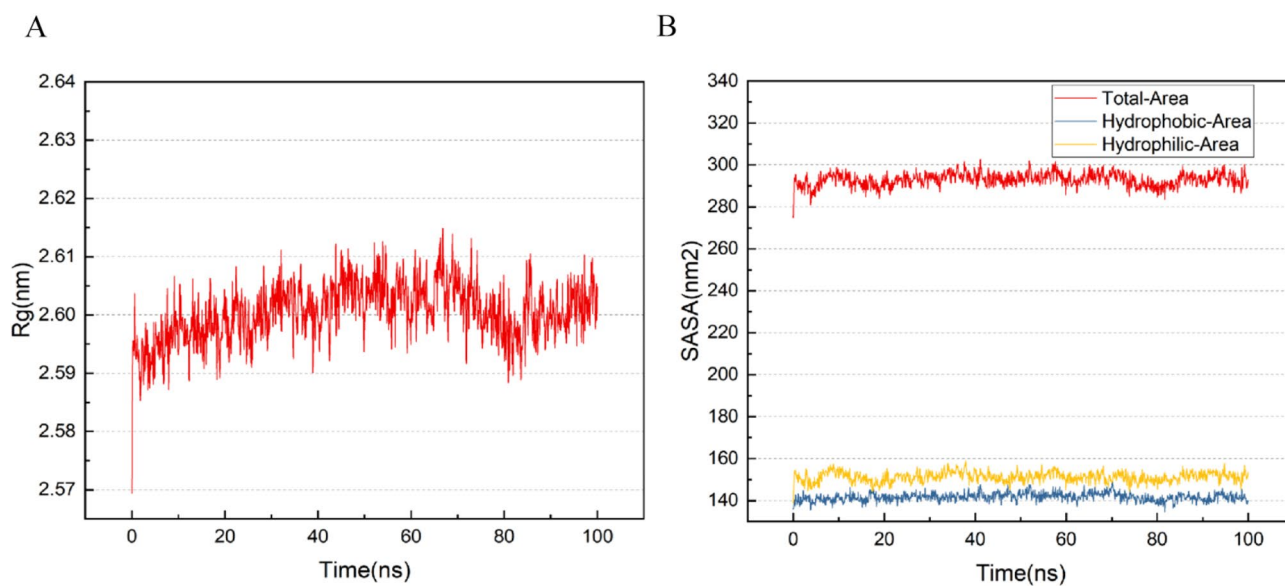 A
2.64
2.63
2.62
2.61
2.60
2.59
2.58
2.57
Rg(nm)
0 20 40 60 80 100
Time(ns)
B
340
320
300
280
260
240
220
200
180
160
140
SASA(nm2)
Total-Area
Hydrophobic-Area
Hydrophilic-Area
0 20 40 60 80 100
Time(ns)